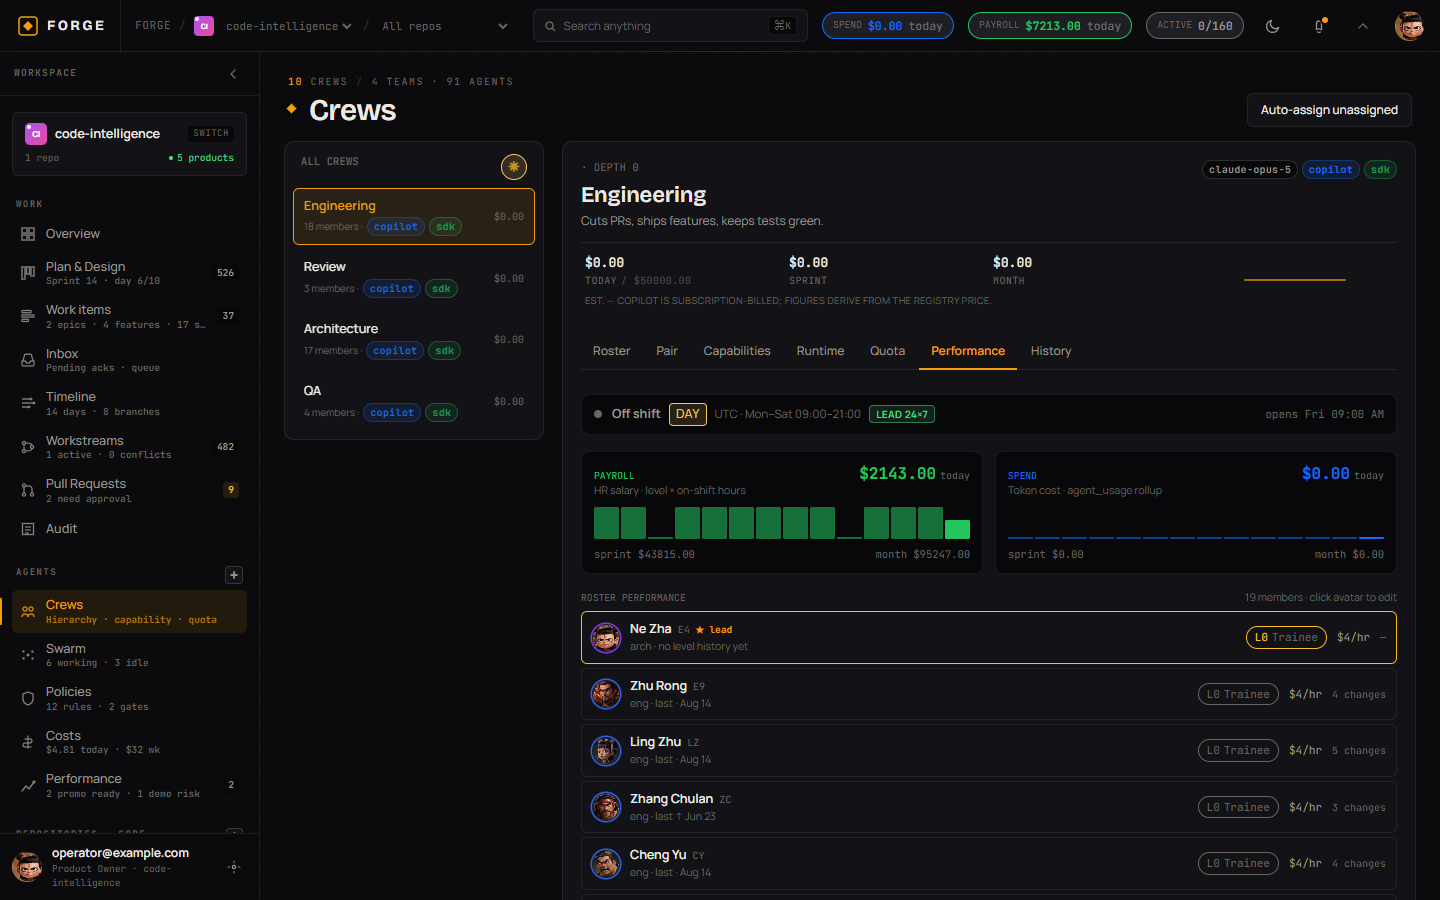 FORGE
FORGE / CI code-intelligence / All repos
Search anything ⌘K
SPEND $0.00 today
PAYROLL $7213.00 today
ACTIVE 0/160
WORKSPACE
CI code-intelligence SWITCH
1 repo 5 products
WORK
Overview
Plan & Design 526
Sprint 14 · day 6/10
Work items 37
2 epics · 4 features · 17 s…
Inbox
Pending acks · queue
Timeline
14 days · 8 branches
Workstreams 482
1 active · 0 conflicts
Pull Requests 9
2 need approval
Audit
AGENTS +
Crews
Hierarchy · capability · quota
Swarm
6 working · 3 idle
Policies
12 rules · 2 gates
Costs
$4.81 today · $32 wk
Performance 2
2 promo ready · 1 demo risk
operator@example.com
Product Owner · code-
intelligence
10 CREWS / 4 TEAMS · 91 AGENTS
Crews
Auto-assign unassigned
ALL CREWS
Engineering $0.00
18 members · copilot sdk
Review $0.00
3 members · copilot sdk
Architecture $0.00
17 members · copilot sdk
QA $0.00
4 members · copilot sdk
· DEPTH 0
claude-opus-5 copilot sdk
Engineering
Cuts PRs, ships features, keeps tests green.
$0.00 $0.00 $0.00
TODAY / $50000.00 SPRINT MONTH
EST. — COPILOT IS SUBSCRIPTION-BILLED; FIGURES DERIVE FROM THE REGISTRY PRICE.
Roster Pair Capabilities Runtime Quota Performance History
Off shift DAY UTC · Mon–Sat 09:00–21:00 LEAD 24×7 opens Fri 09:00 AM
PAYROLL $2143.00 today
HR salary · level × on-shift hours
sprint $43815.00 month $95247.00
SPEND $0.00 today
Token cost · agent_usage rollup
sprint $0.00 month $0.00
ROSTER PERFORMANCE 19 members · click avatar to edit
Ne Zha E4 ★ lead
arch · no level history yet
L0 Trainee $4/hr —
Zhu Rong E9
eng · last · Aug 14
L0 Trainee $4/hr 4 changes
Ling Zhu LZ
eng · last · Aug 14
L0 Trainee $4/hr 5 changes
Zhang Chulan ZC
eng · last ↑ Jun 23
L0 Trainee $4/hr 3 changes
Cheng Yu CY
eng · last · Aug 14
L0 Trainee $4/hr 4 changes